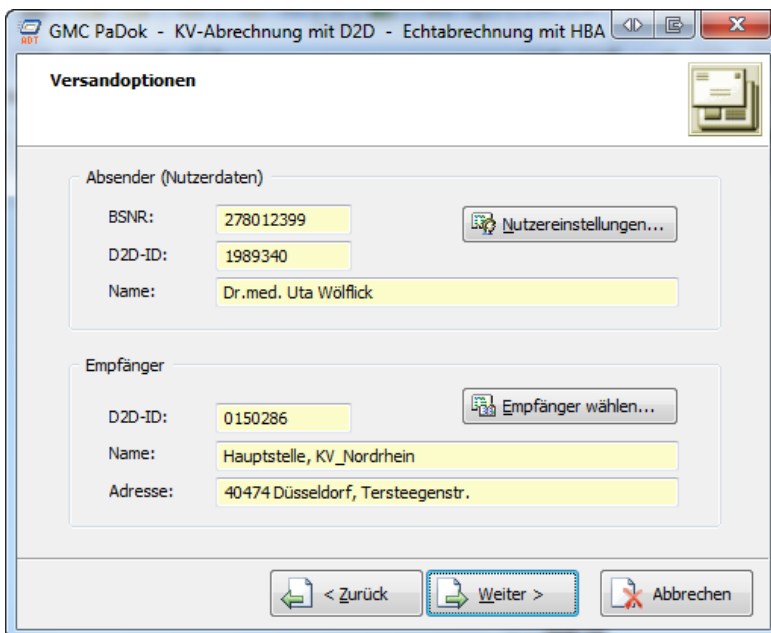 ADT GMC PaDok - KV-Abrechnung mit D2D - Echtabrechnung mit HBA
Versandoptionen
Absender (Nutzerdaten)
BSNR: 278012399 Nutzereinstellungen...
D2D-ID: 1989340
Name: Dr.med. Uta Wölflick
Empfänger
D2D-ID: 0150286 Empfänger wählen...
Name: Hauptstelle, KV_Nordrhein
Adresse: 40474 Düsseldorf, Tersteegenstr.
< Zurück Weiter > Abbrechen